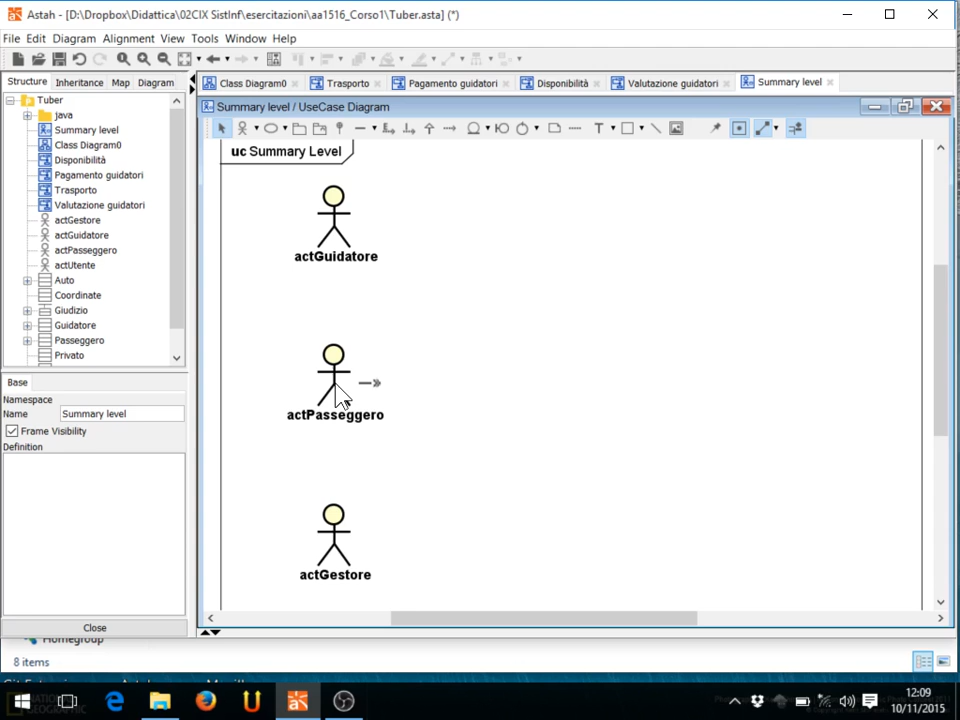 Astah - [D:\Dropbox\Didattica\02CIX SistInf\esercitazioni\aa1516_Corso1\Tuber.asta] (*)
File Edit Diagram Alignment View Tools Window Help
Structure Inheritance Map Diagram
Class Diagram0 Trasporto Pagamento guidatori Disponibilità Valutazione guidatori Summary level
Summary level / UseCase Diagram
Tuber
java
Summary level
Class Diagram0
Disponibilità
Pagamento guidatori
Trasporto
Valutazione guidatori
actGestore
actGuidatore
actPasseggero
actUtente
Auto
Coordinate
Giudizio
Guidatore
Passeggero
Privato
Base
Namespace
Name Summary level
Frame Visibility
Definition
Close
uc Summary Level
actGuidatore
actPasseggero
actGestore
Homegroup
8 items
12:09
10/11/2015